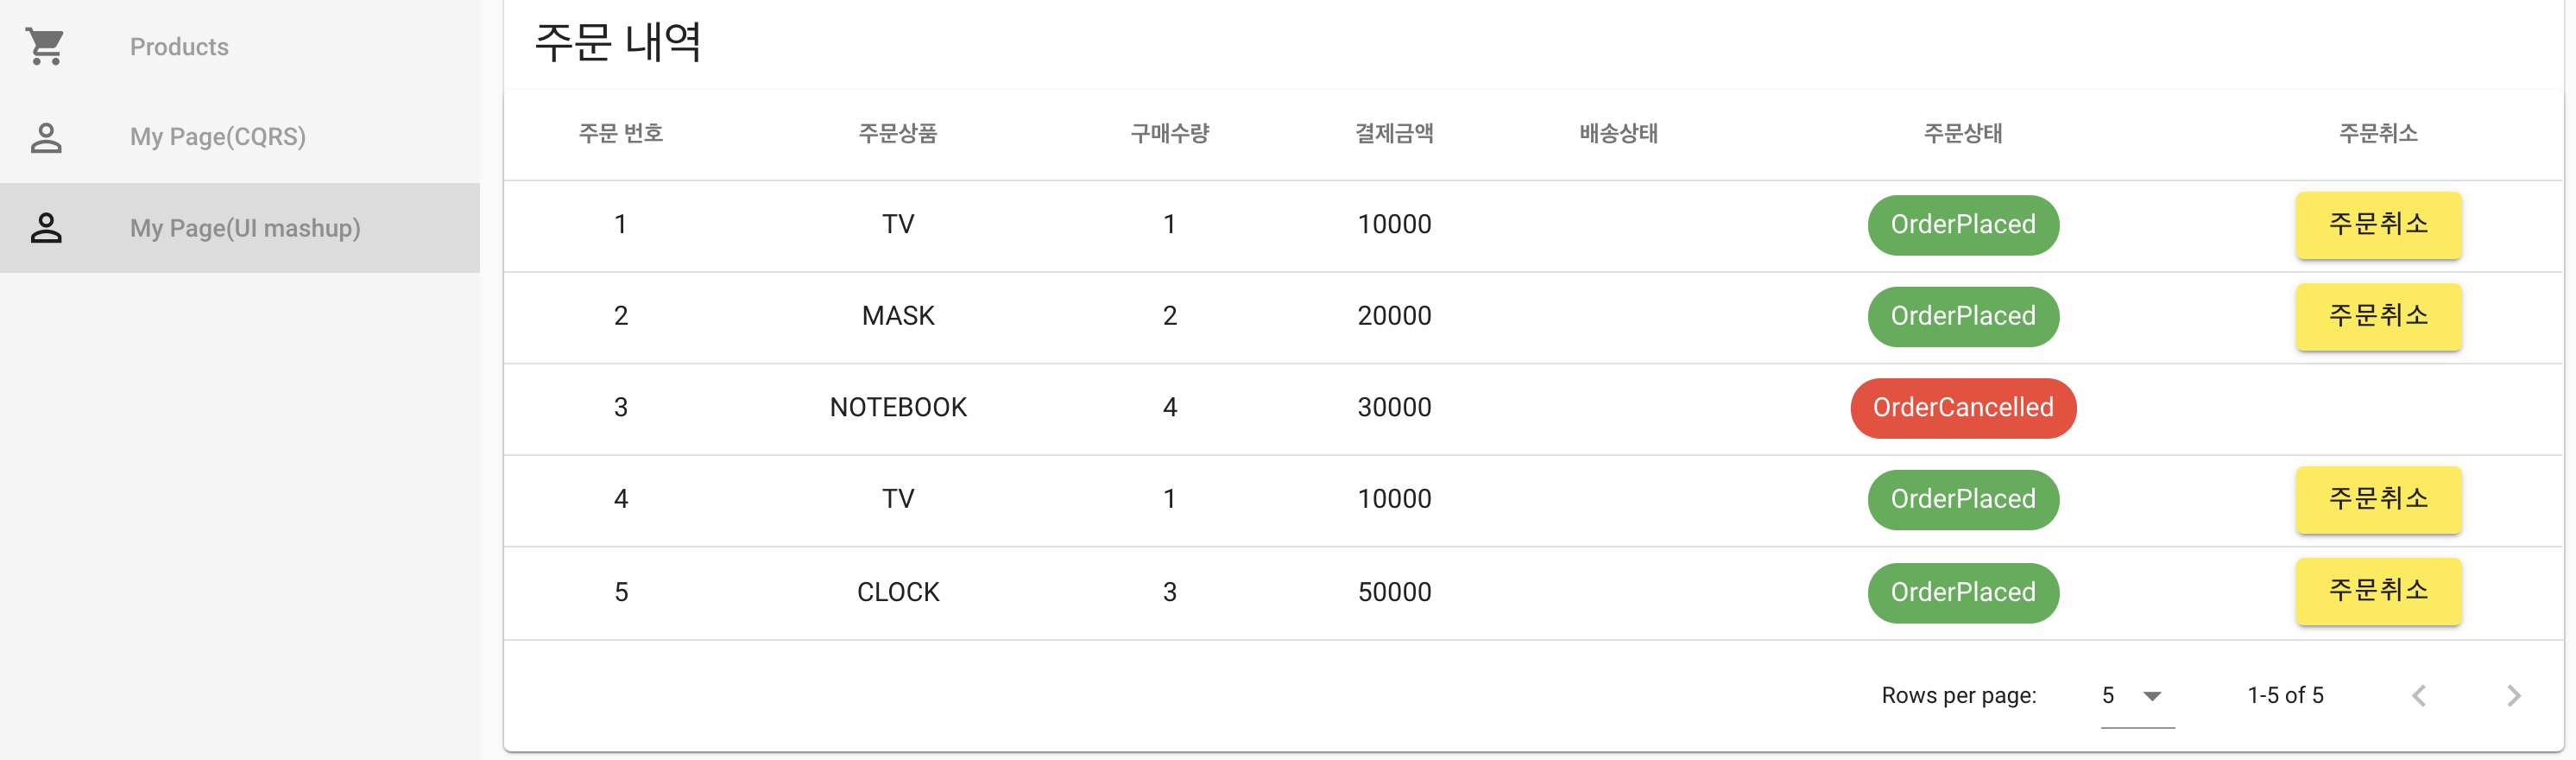 Products
My Page(CQRS)
My Page(UI mashup)
주문 내역
주문 번호 주문상품 구매수량 결제금액 배송상태 주문상태 주문취소
1 TV 1 10000 OrderPlaced 주문취소
2 MASK 2 20000 OrderPlaced 주문취소
3 NOTEBOOK 4 30000 OrderCancelled
4 TV 1 10000 OrderPlaced 주문취소
5 CLOCK 3 50000 OrderPlaced 주문취소
Rows per page: 5 1-5 of 5